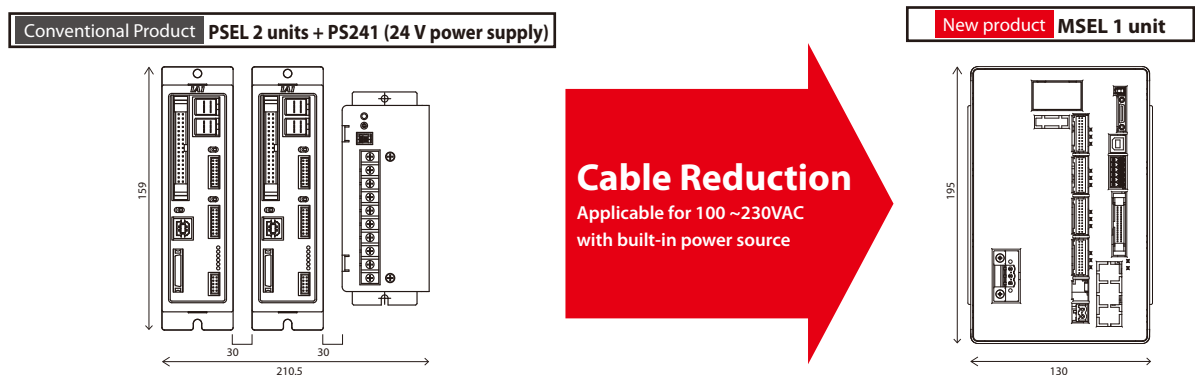 Conventional Product PSEL 2 units + PS241 (24 V power supply)
New product MSEL 1 unit
IAI
IAI
159
30
30
210.5
Cable Reduction
Applicable for 100 ~230VAC
with built-in power source
195
130